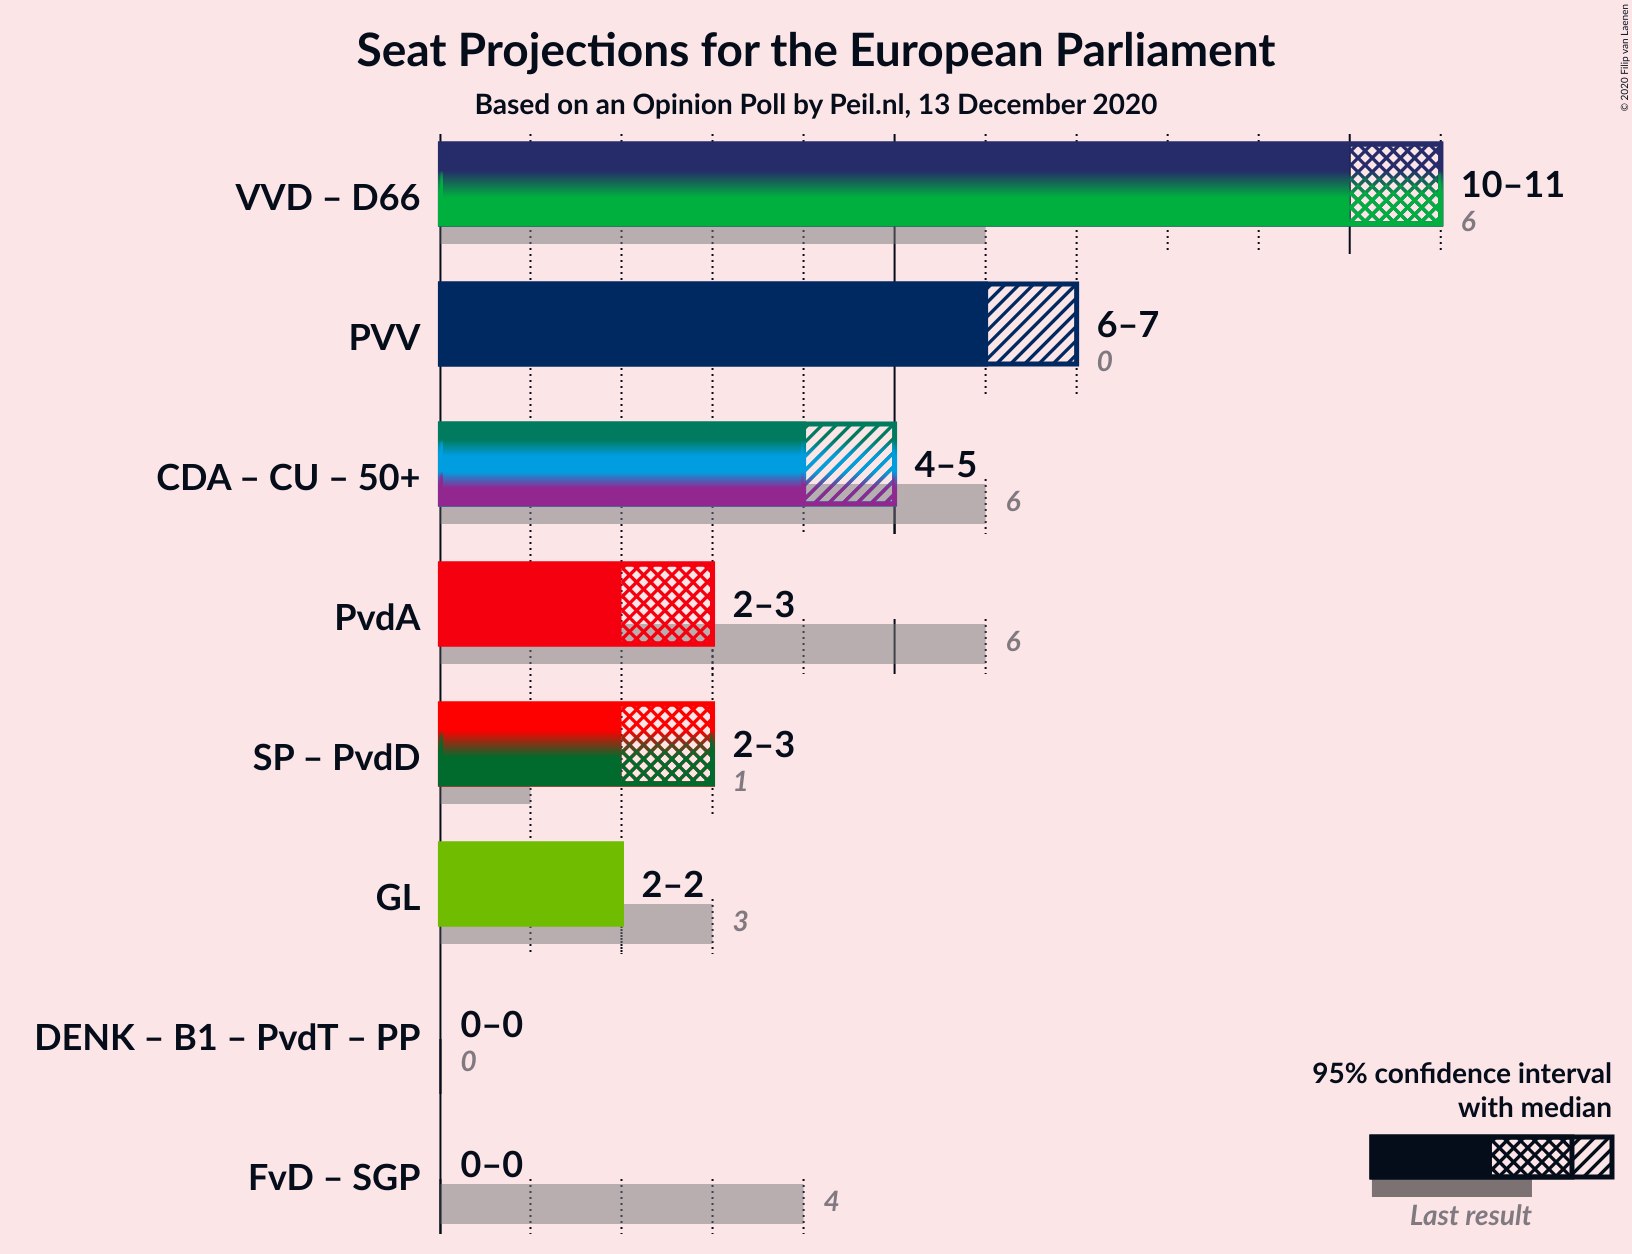 Seat Projections for the European Parliament
Based on an Opinion Poll by Peil.nl, 13 December 2020
© 2020 Filip van Laenen
VVD – D66
10–11
6
PVV
6–7
0
CDA – CU – 50+
4–5
6
PvdA
2–3
6
SP – PvdD
2–3
1
GL
2–2
3
DENK – B1 – PvdT – PP
0–0
0
FvD – SGP
0–0
4
95% confidence interval
with median
Last result